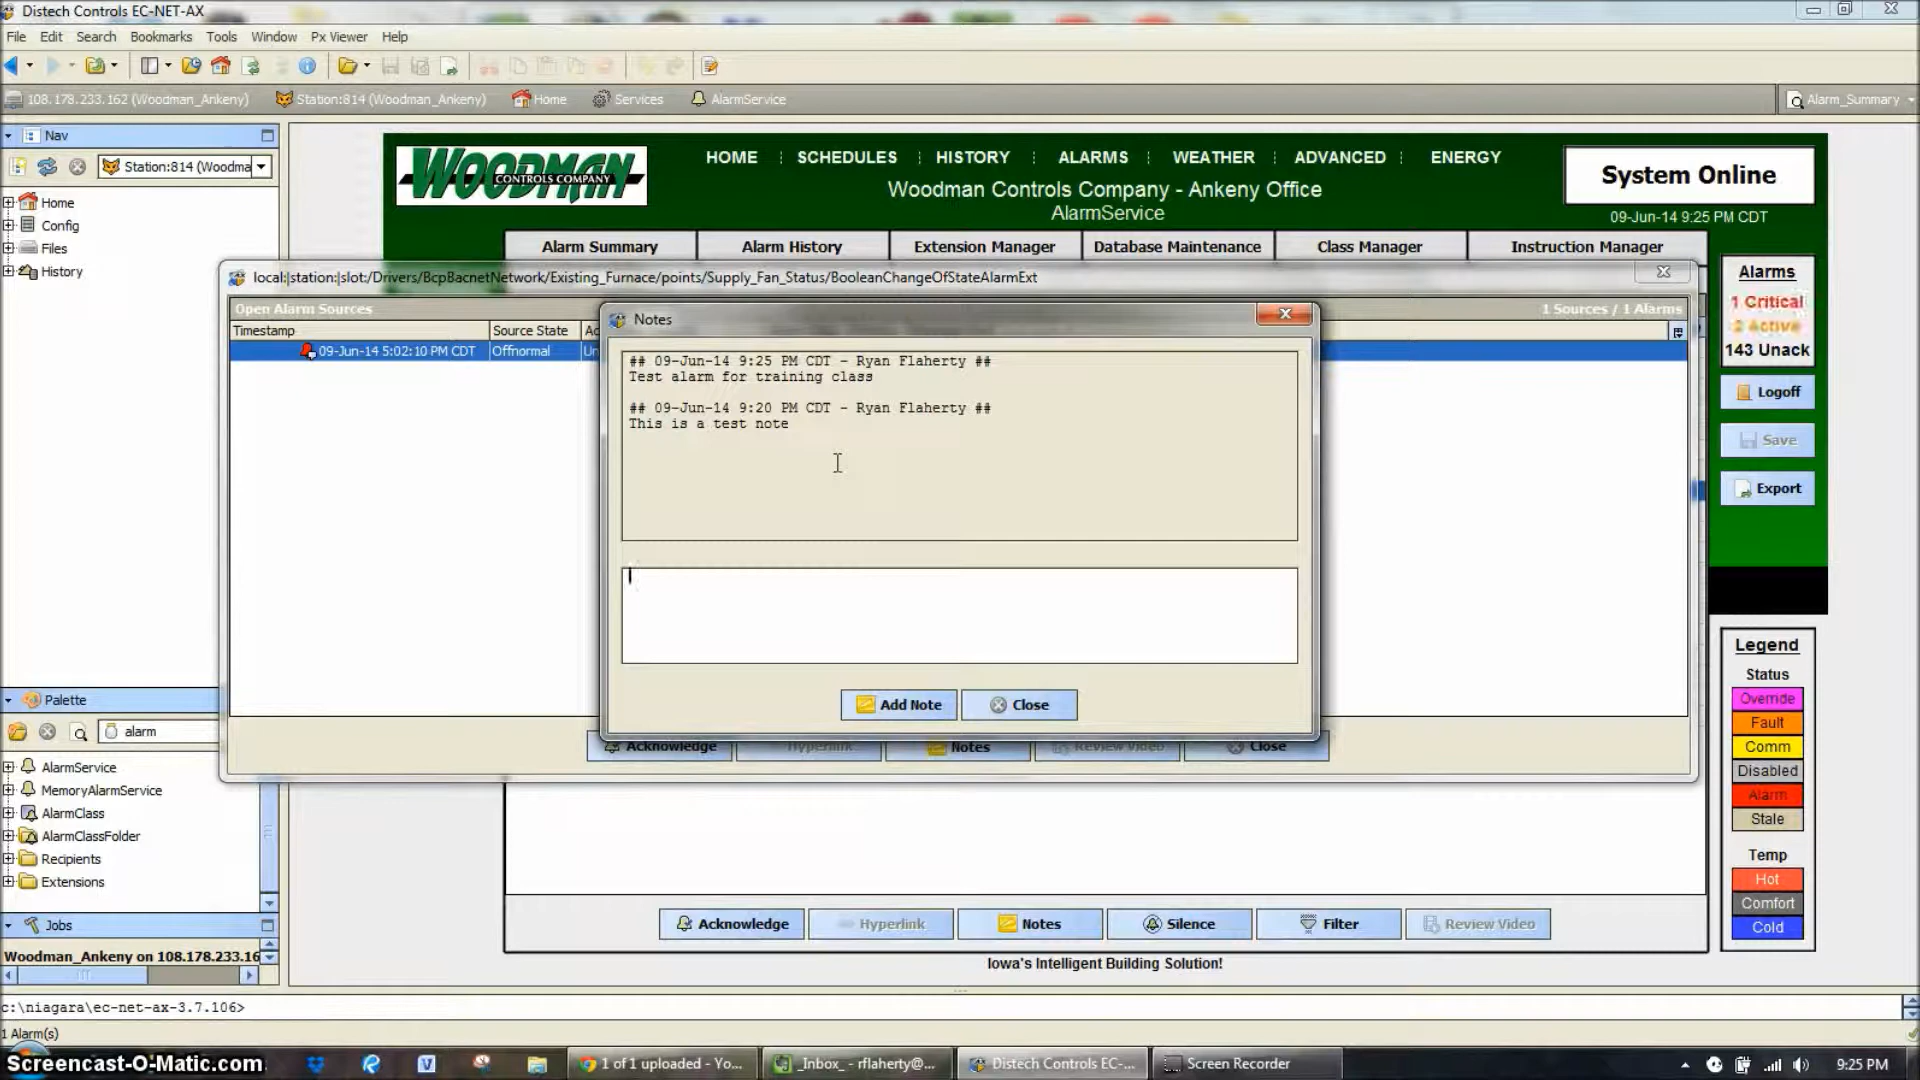 Distech Controls EC-NET-AX
File Edit Search Bookmarks Tools Window Px Viewer Help
108.178.233.162 (Woodman_Ankeny) Station:814 (Woodman_Ankeny) Home Services AlarmService Alarm_Summary
Nav
Station:814 (Woodma
Home
Config
Files
History
WOODMAN
CONTROLS COMPANY
HOME SCHEDULES HISTORY ALARMS WEATHER ADVANCED ENERGY
Woodman Controls Company - Ankeny Office
AlarmService
System Online
09-Jun-14 9:25 PM CDT
Alarm Summary Alarm History Extension Manager Database Maintenance Class Manager Instruction Manager
local:|station:|slot:/Drivers/BcpBacnetNetwork/Existing_Furnace/points/Supply_Fan_Status/BooleanChangeOfStateAlarmExt
Open Alarm Sources 1 Sources / 1 Alarms
Timestamp Source State
09-Jun-14 5:02:10 PM CDT Offnormal
Notes
## 09-Jun-14 9:25 PM CDT - Ryan Flaherty ##
Test alarm for training class
## 09-Jun-14 9:20 PM CDT - Ryan Flaherty ##
This is a test note
Add Note Close
Acknowledge Hyperlink Notes Review Video Close
Alarms
1 Critical
2 Active
143 Unack
Logoff
Save
Export
Legend
Status
Override
Fault
Comm
Disabled
Alarm
Stale
Temp
Hot
Comfort
Cold
Palette
alarm
AlarmService
MemoryAlarmService
AlarmClass
AlarmClassFolder
Recipients
Extensions
Jobs
Woodman_Ankeny on 108.178.233.16
Acknowledge Hyperlink Notes Silence Filter Review Video
Iowa's Intelligent Building Solution!
c:\niagara\ec-net-ax-3.7.106>
1 Alarm(s)
Screencast-O-Matic.com
1 of 1 uploaded - Yo... _Inbox_ - rflaherty@... Distech Controls EC-... Screen Recorder 9:25 PM